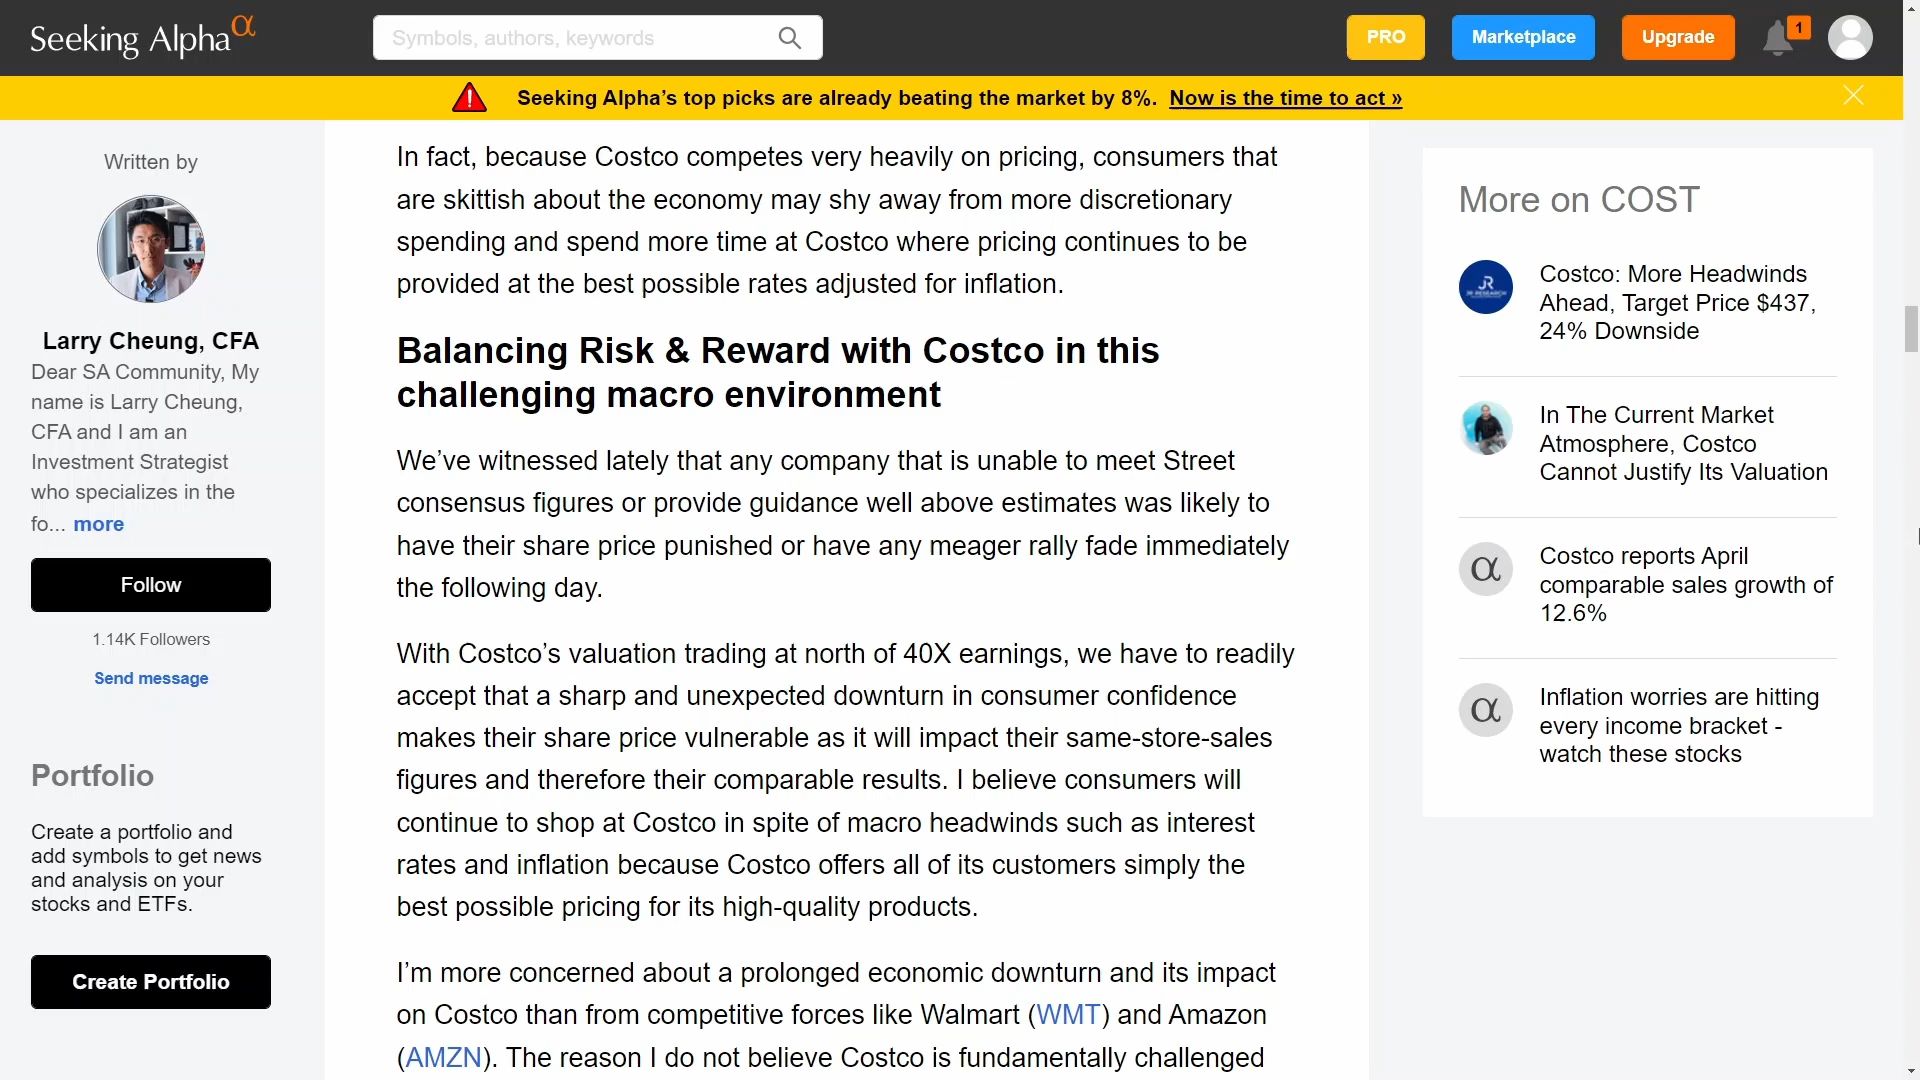 Seeking Alpha α
Symbols, authors, keywords
PRO
Marketplace
Upgrade
1
Seeking Alpha’s top picks are already beating the market by 8%. Now is the time to act »
Written by
Larry Cheung, CFA
Dear SA Community, My
name is Larry Cheung,
CFA and I am an
Investment Strategist
who specializes in the
fo... more
Follow
1.14K Followers
Send message
Portfolio
Create a portfolio and
add symbols to get news
and analysis on your
stocks and ETFs.
Create Portfolio
In fact, because Costco competes very heavily on pricing, consumers that
are skittish about the economy may shy away from more discretionary
spending and spend more time at Costco where pricing continues to be
provided at the best possible rates adjusted for inflation.
Balancing Risk & Reward with Costco in this
challenging macro environment
We’ve witnessed lately that any company that is unable to meet Street
consensus figures or provide guidance well above estimates was likely to
have their share price punished or have any meager rally fade immediately
the following day.
With Costco’s valuation trading at north of 40X earnings, we have to readily
accept that a sharp and unexpected downturn in consumer confidence
makes their share price vulnerable as it will impact their same-store-sales
figures and therefore their comparable results. I believe consumers will
continue to shop at Costco in spite of macro headwinds such as interest
rates and inflation because Costco offers all of its customers simply the
best possible pricing for its high-quality products.
I’m more concerned about a prolonged economic downturn and its impact
on Costco than from competitive forces like Walmart (WMT) and Amazon
(AMZN). The reason I do not believe Costco is fundamentally challenged
More on COST
JR
JR RESEARCH
Costco: More Headwinds
Ahead, Target Price $437,
24% Downside
In The Current Market
Atmosphere, Costco
Cannot Justify Its Valuation
α
Costco reports April
comparable sales growth of
12.6%
α
Inflation worries are hitting
every income bracket -
watch these stocks